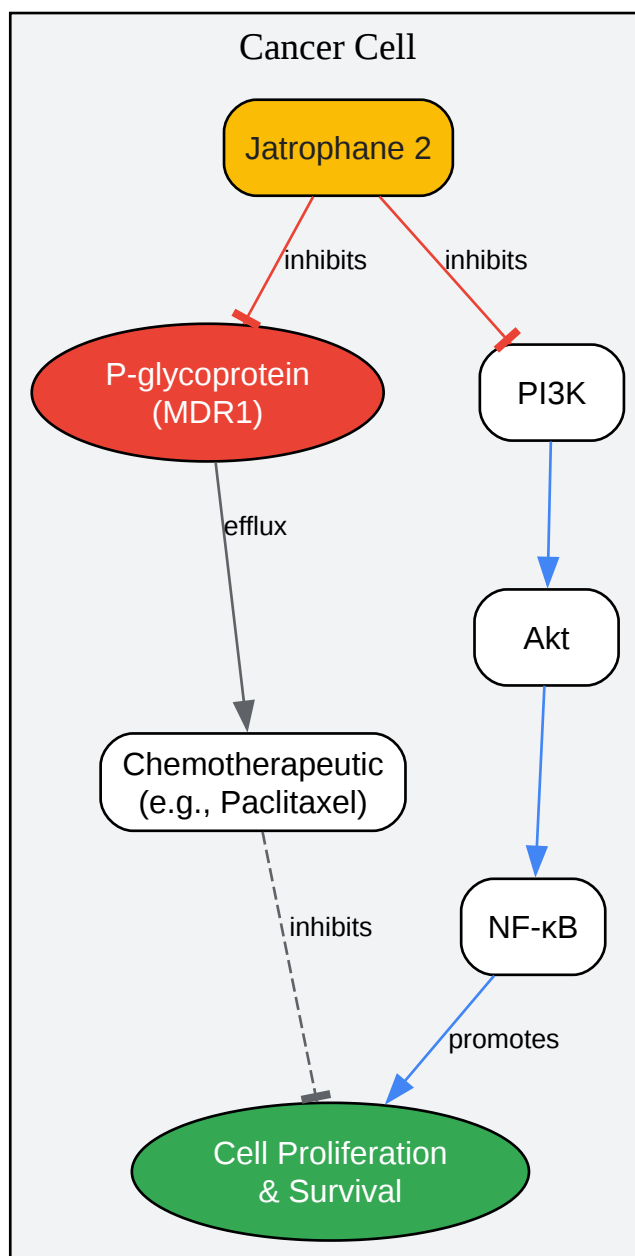 Cancer Cell
Jatrophane 2
inhibits
inhibits
P-glycoprotein
(MDR1)
PI3K
efflux
Akt
Chemotherapeutic
(e.g., Paclitaxel)
inhibits
NF-κB
promotes
Cell Proliferation
& Survival